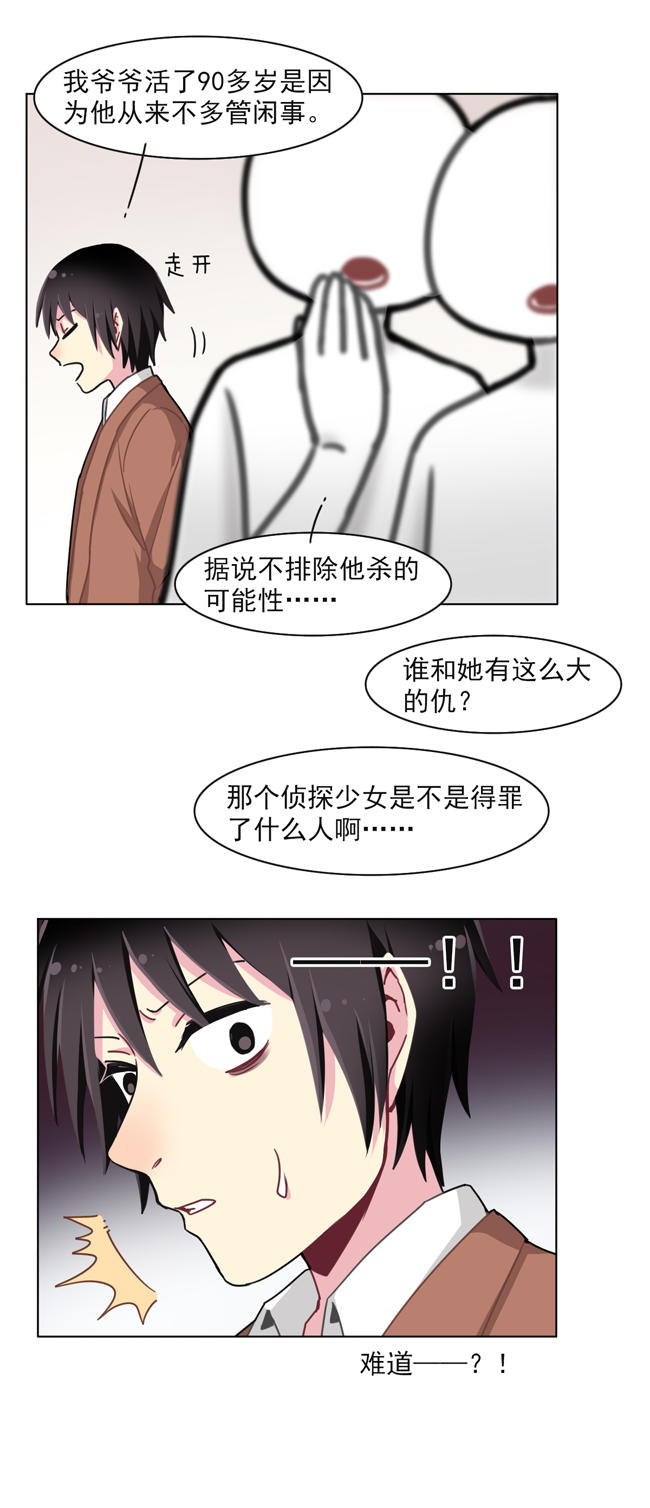 我爷爷活了90多岁是因
为他从来不多管闲事。
走开
据说不排除他杀的
可能性……
谁和她有这么大
的仇？
那个侦探少女是不是得罪
了什么人啊……
——！！
难道——？！